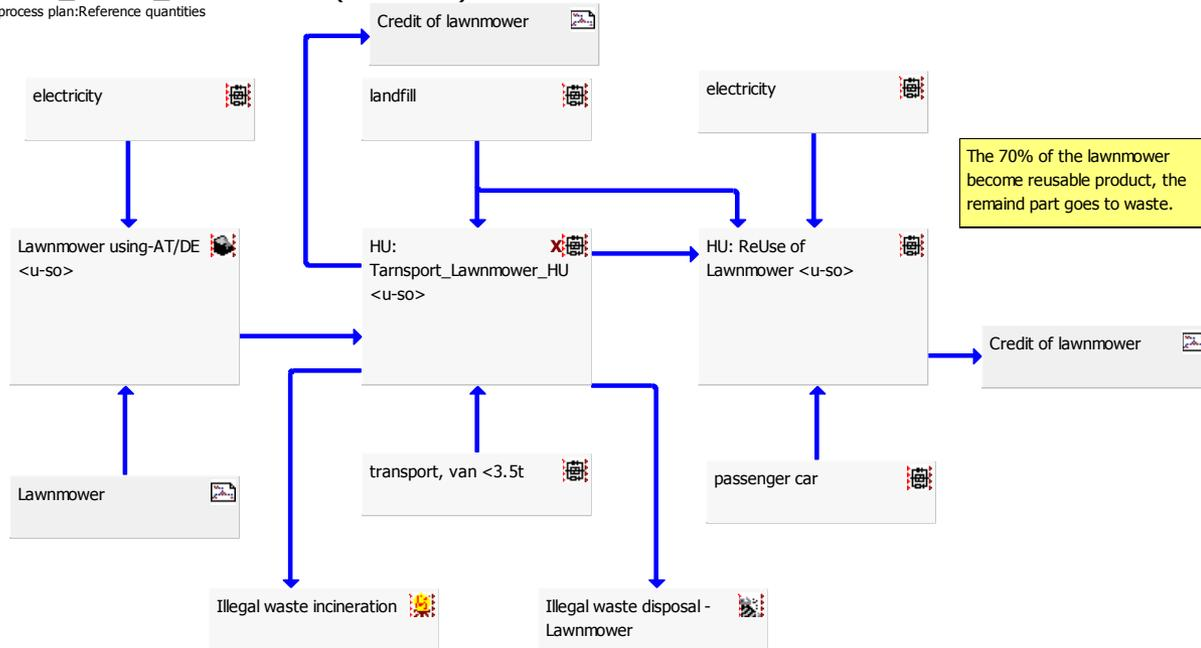 process plan:Reference quantities
Credit of lawnmower
electricity
landfill
electricity
The 70% of the lawnmower
become reusable product, the
remaind part goes to waste.
Lawnmower using-AT/DE
<u-so>
HU:
Tarnsport_Lawnmower_HU
<u-so>
X
HU: ReUse of
Lawnmower <u-so>
Credit of lawnmower
Lawnmower
transport, van <3.5t
passenger car
Illegal waste incineration
Illegal waste disposal -
Lawnmower